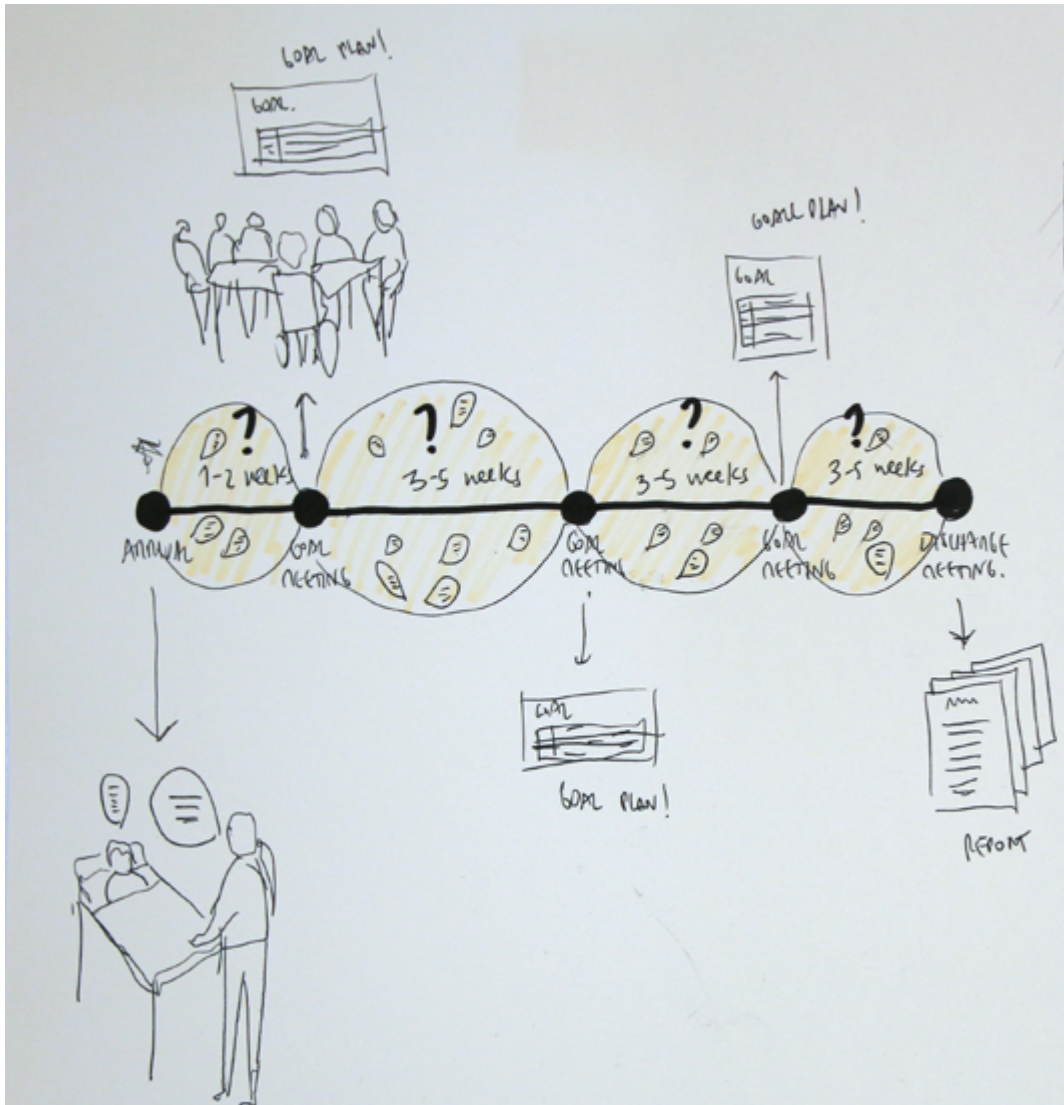 GOAL PLAN!
GOAL.
GOAL PLAN!
GOAL
?
?
?
?
1-2 weeks
3-5 weeks
3-5 weeks
3-5 weeks
ARRIVAL
GOAL
MEETING
GOAL
MEETING
GOAL
MEETING
DISCHARGE
MEETING.
GOAL
GOAL PLAN!
REPORT